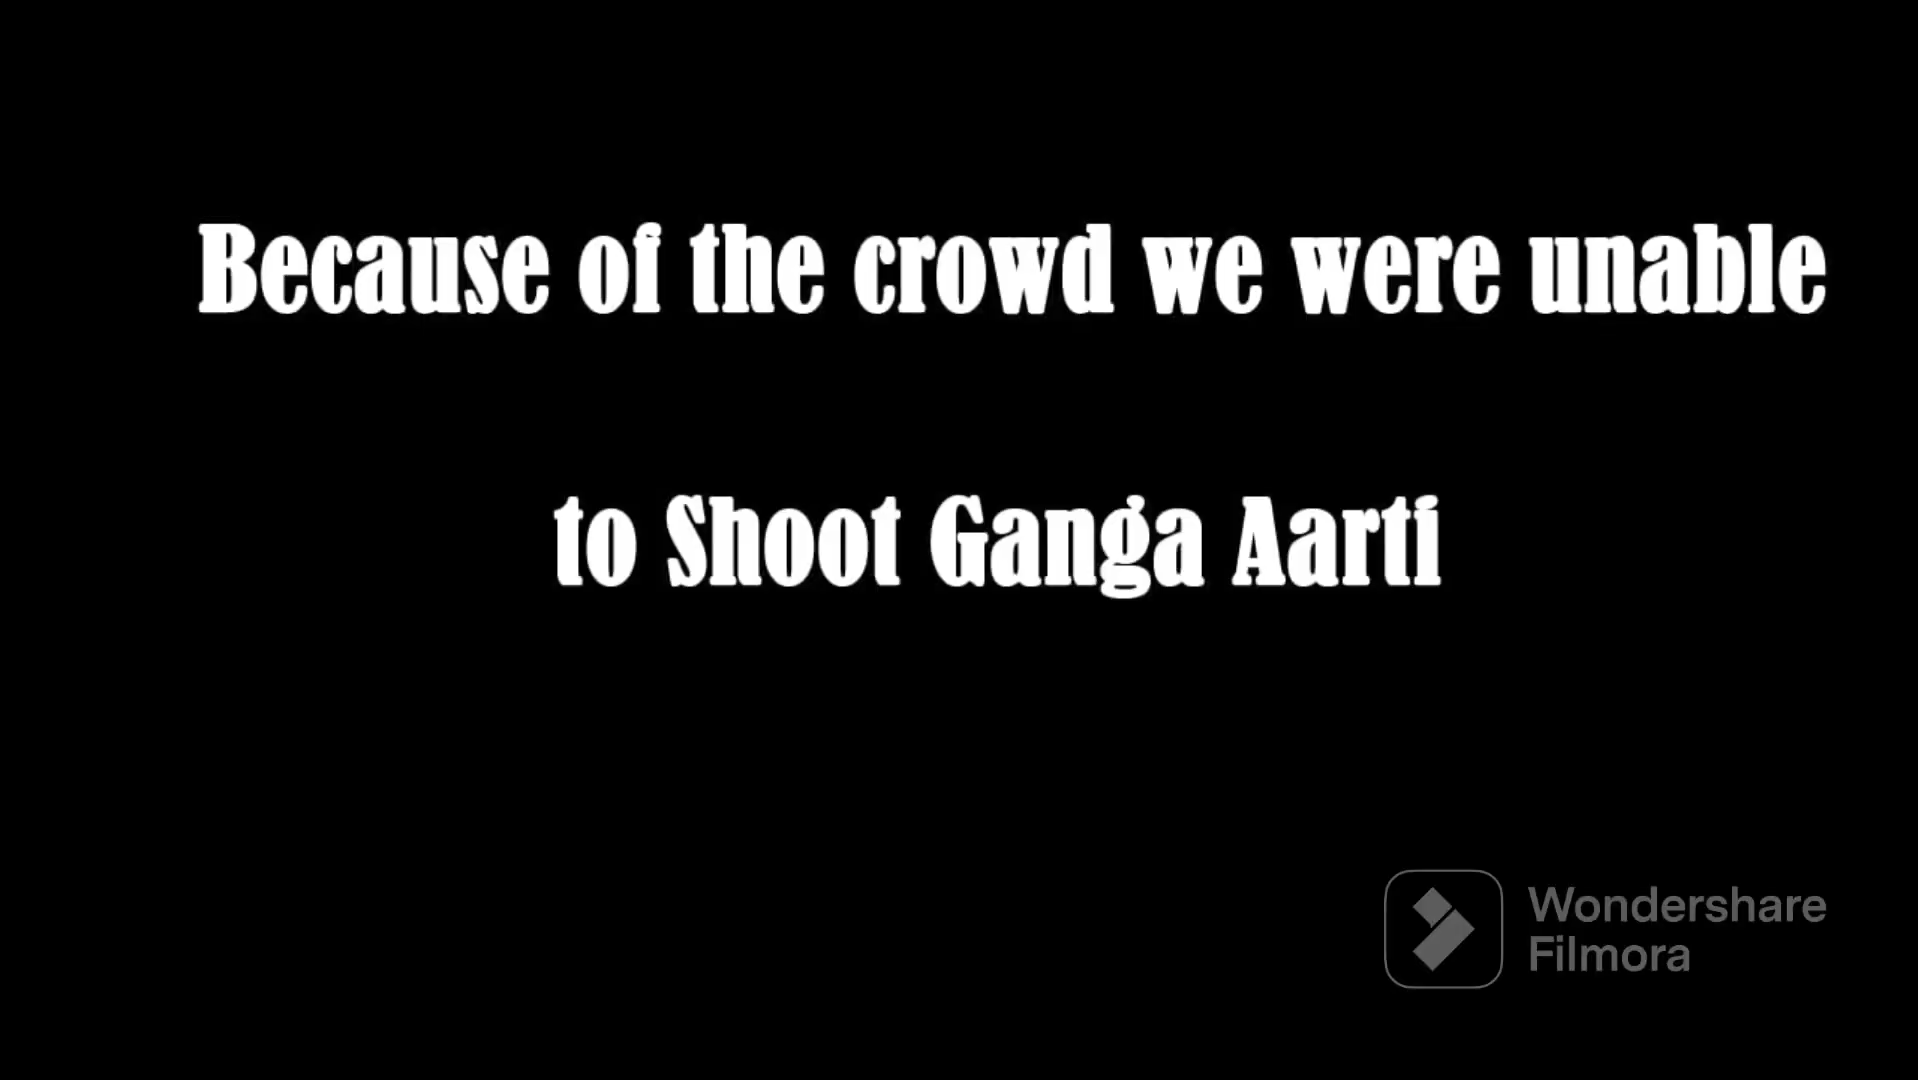 Because of the crowd we were unable
to Shoot Ganga Aarti
Wondershare
Filmora